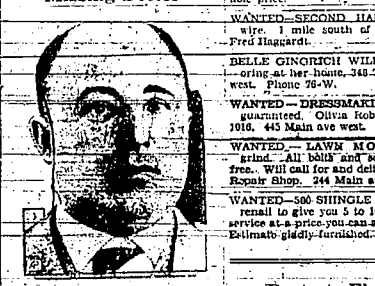 WANTED—SECOND
wire. 1 mile south of
Fred Haggardt.
BELLE GINGRICH WILL
oring at her home, 348
west. Phone 76-W.
WANTED—DRESSMAKI
guaranteed. Olivia Rob
1016. 445 Main ave west.
WANTED — LAWN MO
grind. All bolts and
free. Will call for and deli
Repair Shop. 244 Main a
WANTED—500 SHINGLE
renail to give you 5 to
service at a price you can a
Estimate gladly furnished.